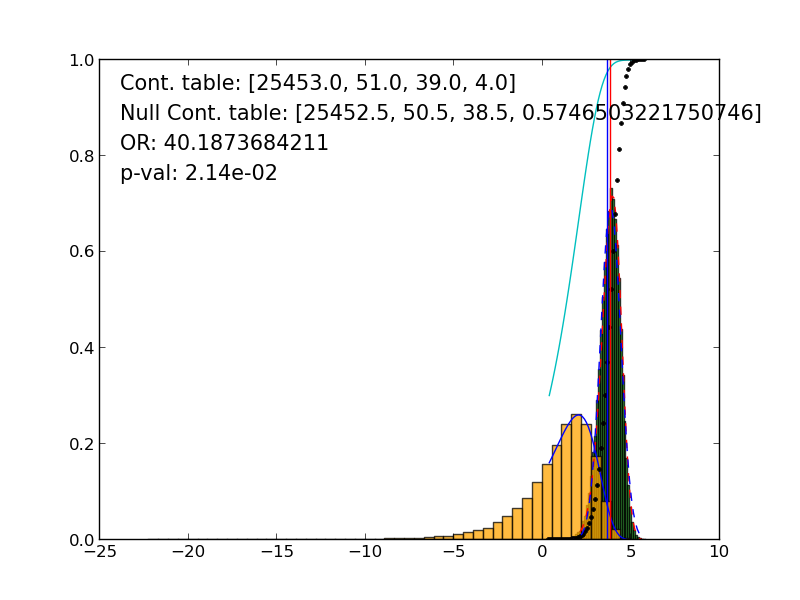 1.0
Cont. table: [25453.0, 51.0, 39.0, 4.0]
Null Cont. table: [25452.5, 50.5, 38.5, 0.5746503221750746]
OR: 40.1873684211
0.8
p-val: 2.14e-02
0.6
0.4
0.2
0.0
−25 −20 −15 −10 −5 0 5 10